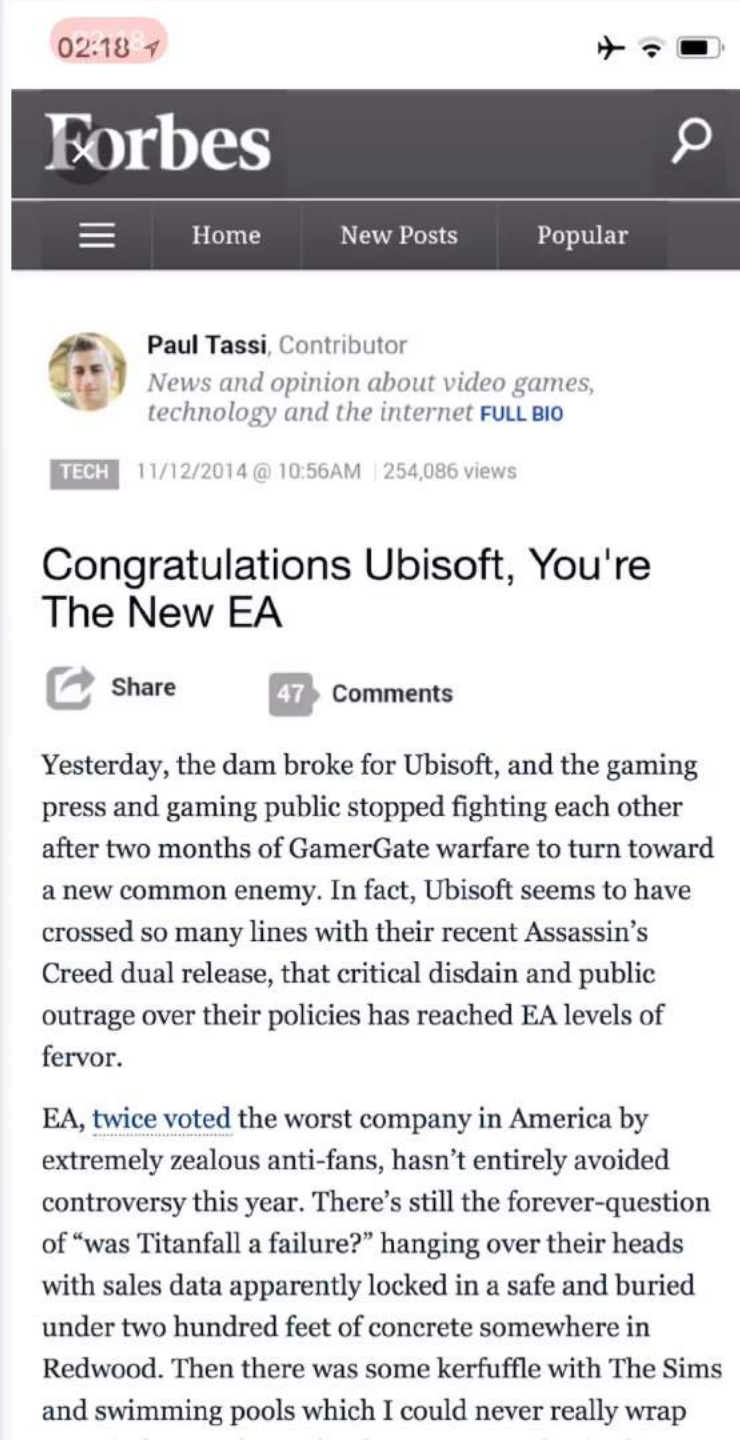 02:18
Forbes
Home New Posts Popular
Paul Tassi, Contributor
News and opinion about video games,
technology and the internet FULL BIO
TECH 11/12/2014 @ 10:56AM | 254,086 views
Congratulations Ubisoft, You're
The New EA
Share 47 Comments
Yesterday, the dam broke for Ubisoft, and the gaming
press and gaming public stopped fighting each other
after two months of GamerGate warfare to turn toward
a new common enemy. In fact, Ubisoft seems to have
crossed so many lines with their recent Assassin’s
Creed dual release, that critical disdain and public
outrage over their policies has reached EA levels of
fervor.
EA, twice voted the worst company in America by
extremely zealous anti-fans, hasn’t entirely avoided
controversy this year. There’s still the forever-question
of “was Titanfall a failure?” hanging over their heads
with sales data apparently locked in a safe and buried
under two hundred feet of concrete somewhere in
Redwood. Then there was some kerfuffle with The Sims
and swimming pools which I could never really wrap